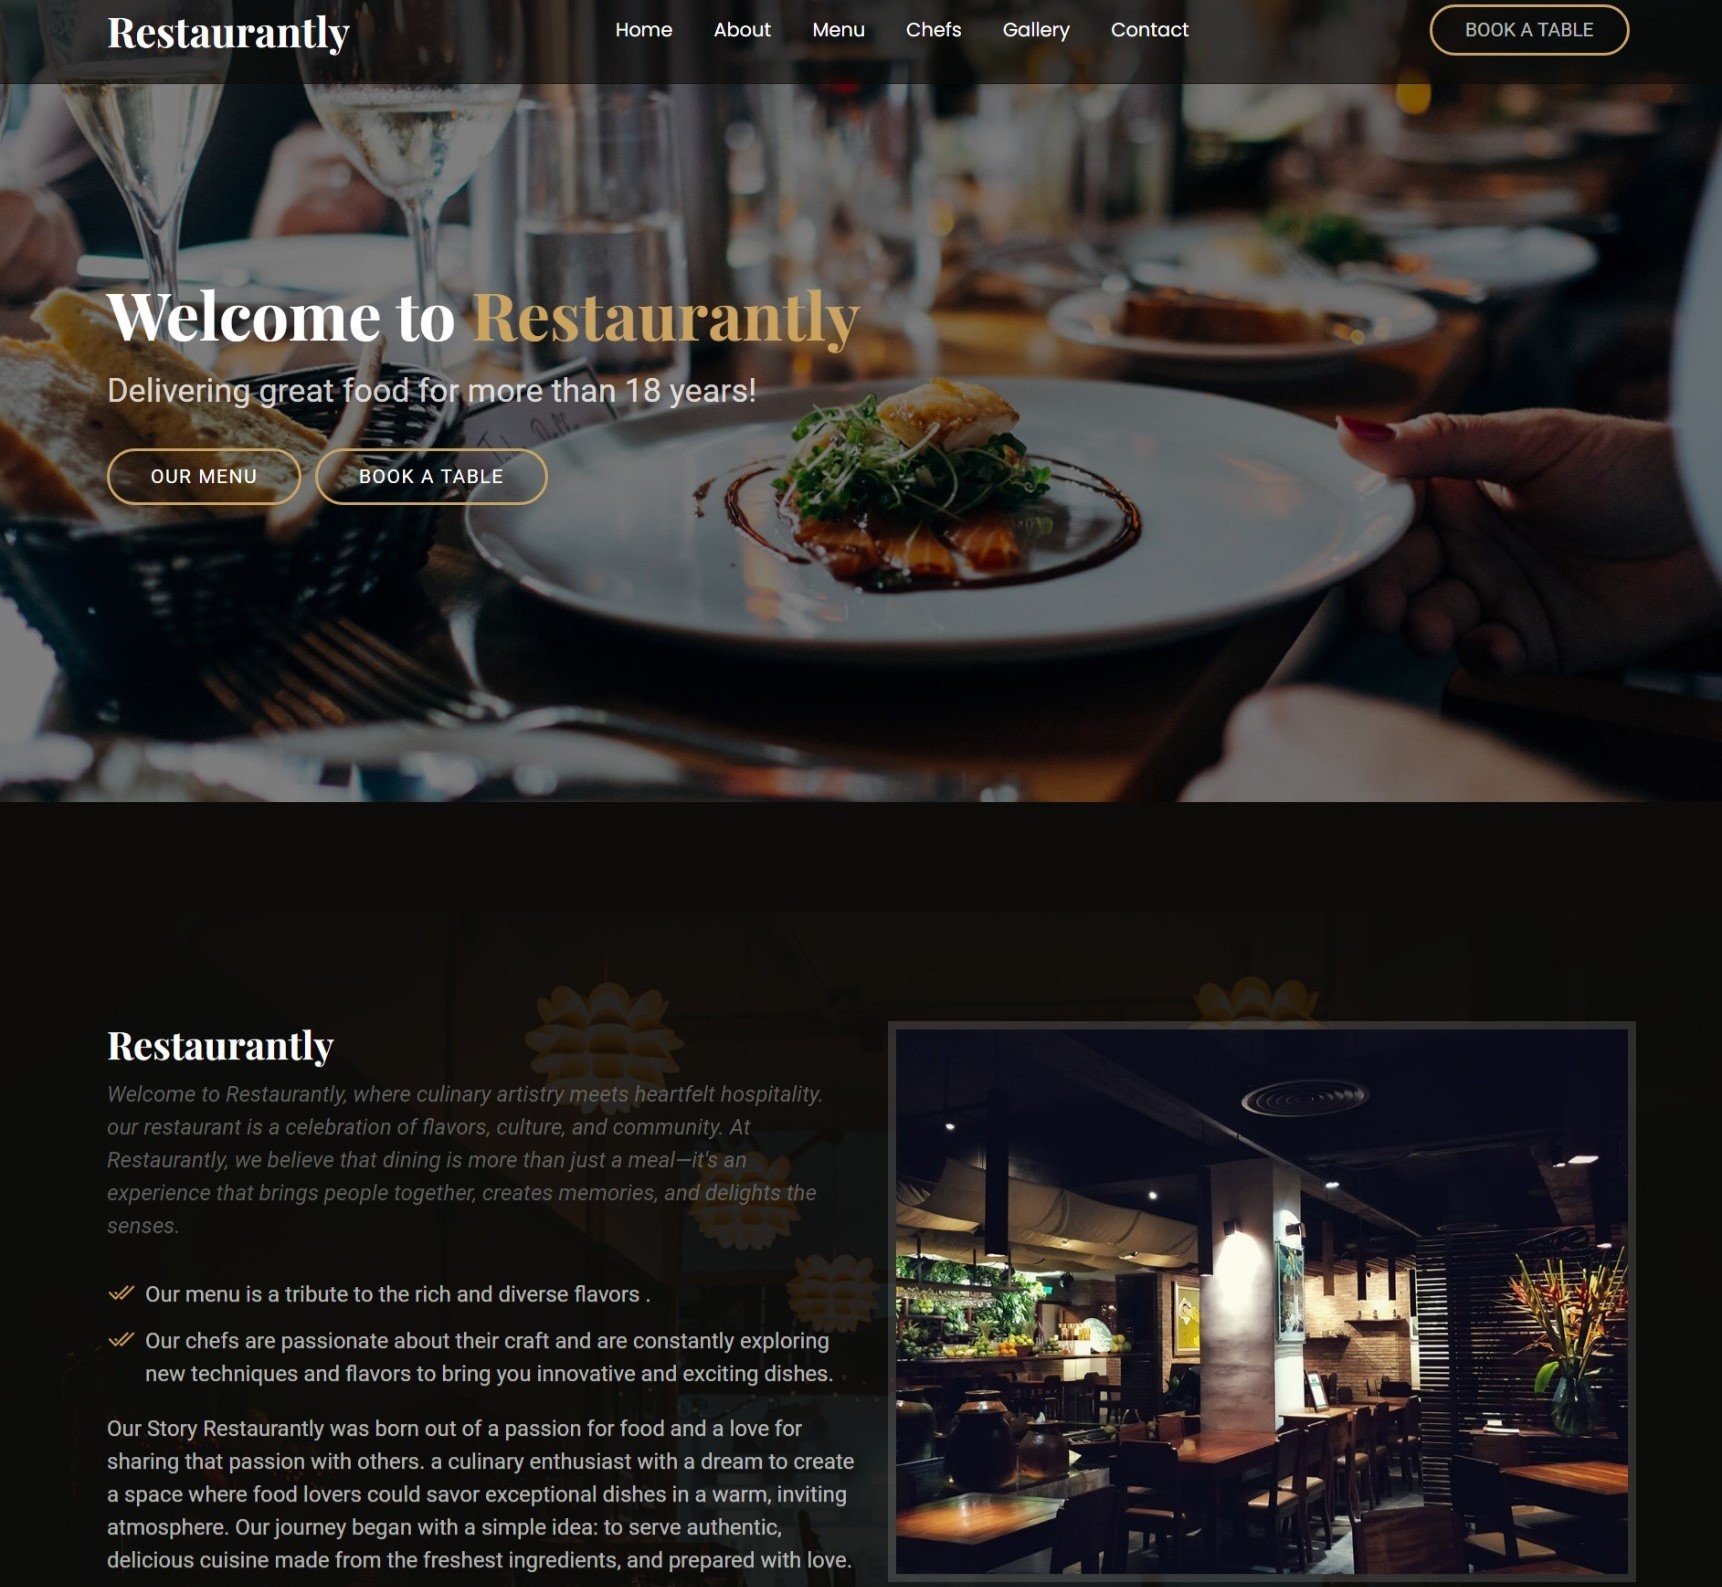 Restaurantly
Home About Menu Chefs Gallery Contact
BOOK A TABLE
Welcome to Restaurantly
Delivering great food for more than 18 years!
OUR MENU BOOK A TABLE
Restaurantly
Welcome to Restaurantly, where culinary artistry meets heartfelt hospitality.
our restaurant is a celebration of flavors, culture, and community. At
Restaurantly, we believe that dining is more than just a meal—it's an
experience that brings people together, creates memories, and delights the
senses.
Our menu is a tribute to the rich and diverse flavors .
Our chefs are passionate about their craft and are constantly exploring
new techniques and flavors to bring you innovative and exciting dishes.
Our Story Restaurantly was born out of a passion for food and a love for
sharing that passion with others. a culinary enthusiast with a dream to create
a space where food lovers could savor exceptional dishes in a warm, inviting
atmosphere. Our journey began with a simple idea: to serve authentic,
delicious cuisine made from the freshest ingredients, and prepared with love.